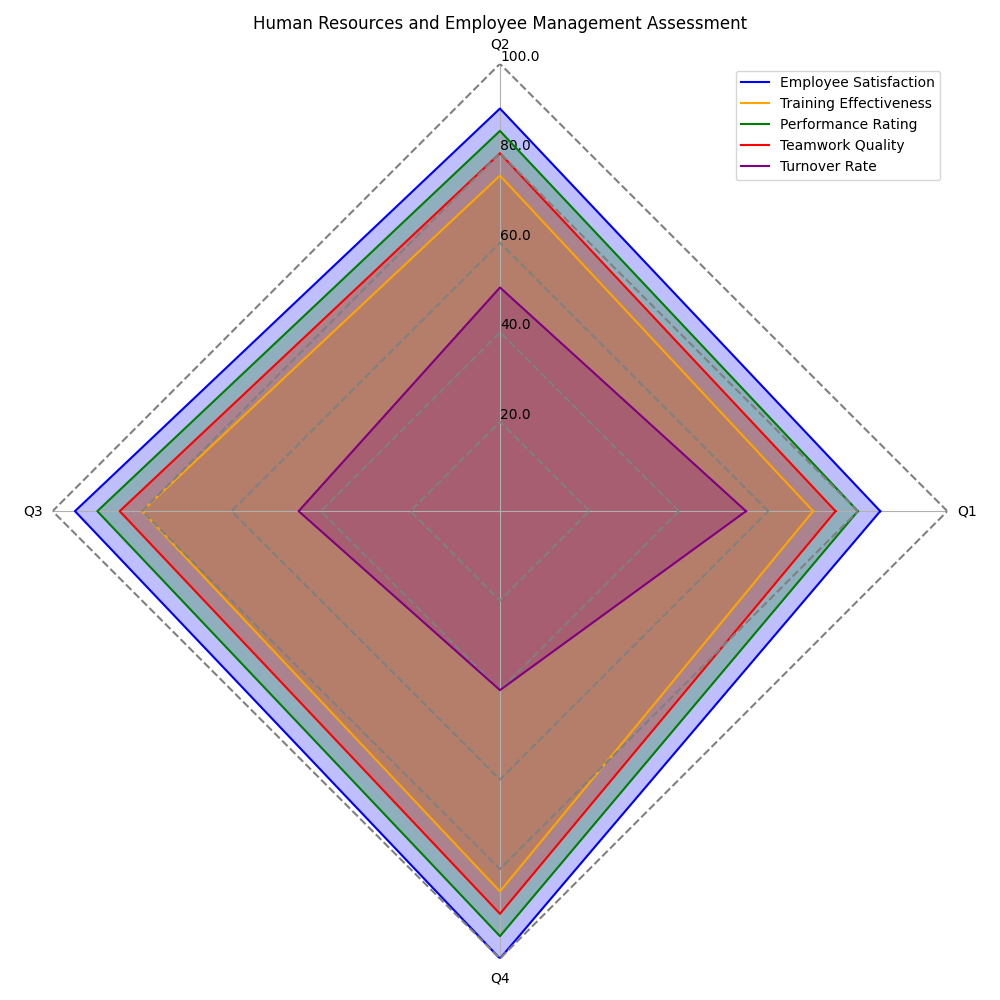 Human Resources and Employee Management Assessment
Q2
100.0
Employee Satisfaction
Training Effectiveness
Performance Rating
Teamwork Quality
Turnover Rate
80.0
60.0
40.0
20.0
Q3
Q1
Q4